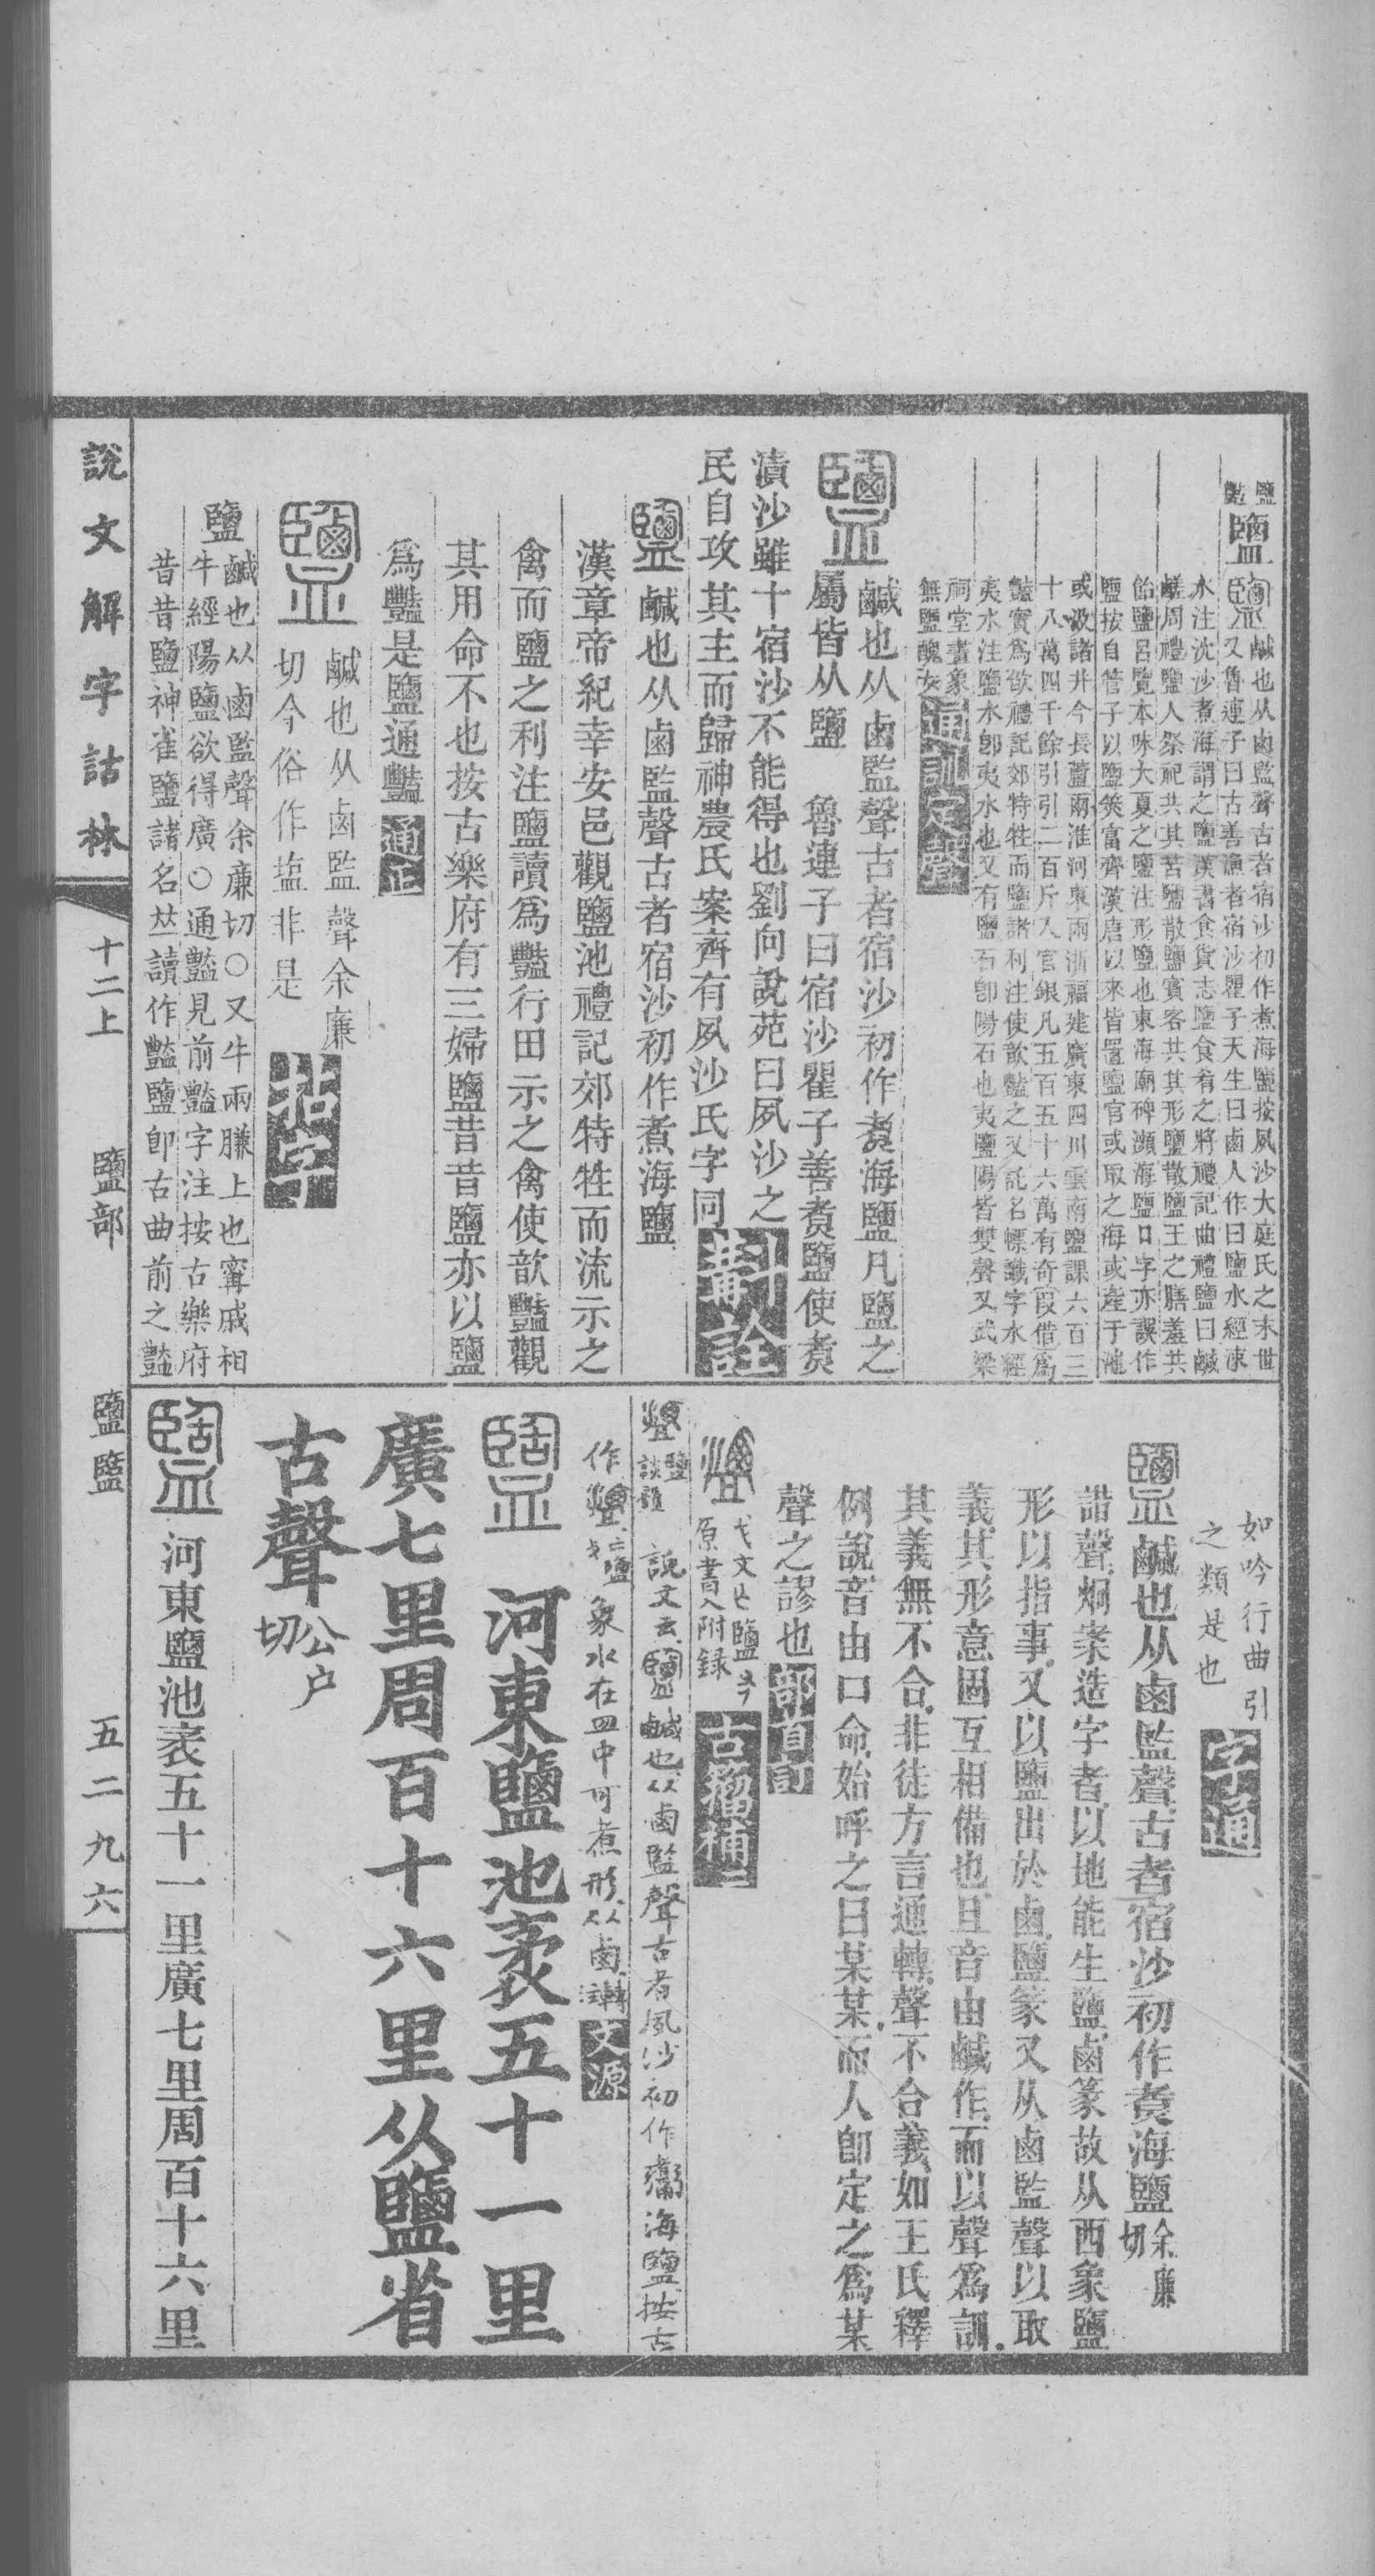 鹽
鹹也从鹵監聲古者宿沙初作煮海鹽按夙沙大庭氏之末世
又魯連子曰古善漁者宿沙瞿子天生曰鹵人作曰鹽水經涑
水注沈沙煮海謂之鹽漢書食貨志鹽食肴之將禮記曲禮鹽曰鹹
鹺周禮鹽人祭祀共其苦鹽散鹽賓客共其形鹽散鹽王之膳羞共
飴鹽呂覽本味大夏之鹽注形鹽也東海廟碑瀕海鹽口字亦誤作
鹽按自管子以鹽筴富齊漢唐以來皆置鹽官或取之海或產于池
或汲諸井今長蘆兩淮河東兩浙福建廣東四川雲南鹽課六百三
十八萬四千餘引引二百斤入官銀凡五百五十六萬有奇叚借爲
豔實爲欲禮記郊特牲而鹽諸利注使歆豔之又託名幖識字水經
夷水注鹽水卽夷水也又有鹽石卽陽石也夷鹽陽皆雙聲又武梁
祠堂畫象
無鹽醜女
通訓定聲
鹹也从鹵監聲古者宿沙初作煑海鹽凡鹽之
屬皆从鹽 魯連子曰宿沙瞿子善煑鹽使煑
漬沙雖十宿沙不能得也劉向說苑曰夙沙之
民自攻其主而歸神農氏案齊有夙沙氏字同
鹹也从鹵監聲古者宿沙初作煮海鹽
漢章帝紀幸安邑觀鹽池禮記郊特牲而流示之
禽而鹽之利注鹽讀爲豔行田示之禽使歆豔觀
其用命不也按古樂府有三婦鹽昔昔鹽亦以鹽
爲豔是鹽通豔
通正
鹹也从鹵監聲余廉
切今俗作塩非是
鹽
鹹也从鹵監聲余廉切○又牛兩膁上也甯戚相
牛經陽鹽欲得廣○通豔見前豔字注按古樂府
昔昔鹽神雀鹽諸名𠀤讀作豔鹽卽古曲前之豔
如吟行曲引
之類是也
字通
鹹也从鹵監聲古者宿沙初作煑海鹽余廉切
諧聲烱案造字者以地能生鹽鹵篆故从西象鹽
形以指事又以鹽出於鹵鹽篆又从鹵監聲以取
義其形意固互相備也且音由鹹作而以聲爲訓
其義無不合非徒方言通轉聲不合義如王氏釋
例說音由口命始呼之曰某某而人卽定之爲某
聲之謬也
部首訂
原書入附錄
古籀補
鹽
說文云鹽鹹也从鹵監聲古者夙沙初作鬻海鹽按古
作 象水在皿中可煮形从鹵
文源
河東鹽池袤五十一里
廣七里周百十六里从鹽省
古聲公户切
河東鹽池袤五十一里廣七里周百十六里
說文解字詁林 十二上 鹽部 鹽盬 五二九六